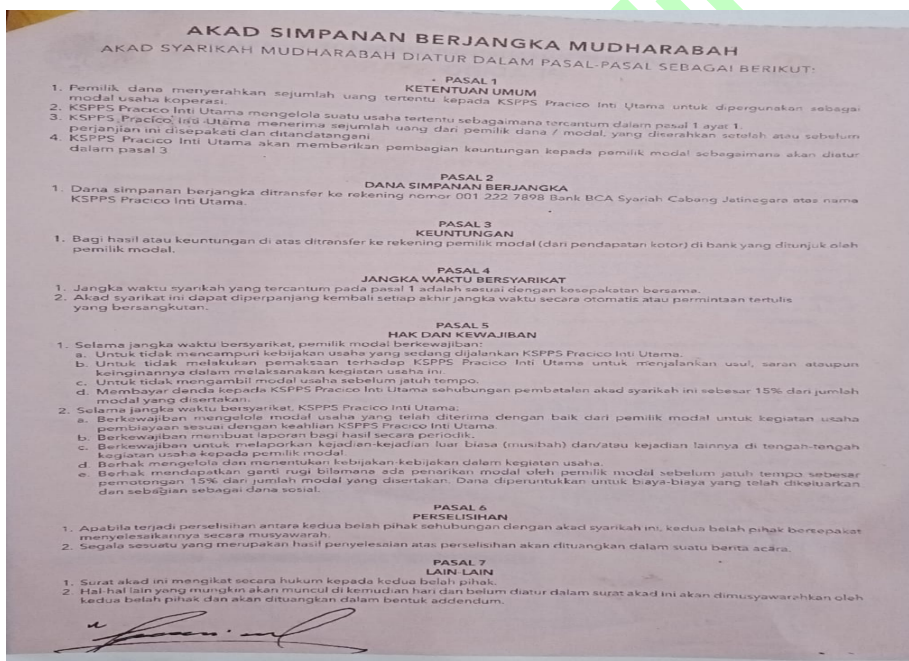 AKAD SIMPANAN BERJANGKA MUDHARABAH
AKAD SYARIKAH MUDHARABAH DIATUR DALAM PASAL-PASAL SEBAGAI BERIKUT:
PASAL 1
KETENTUAN UMUM
1. Pemilik dana menyerahkan sejumlah uang tertentu kepada KSPPS Pracico Inti Utama untuk dipergunakan sebagai
modal usaha koperasi.
2. KSPPS Pracico Inti Utama mengelola suatu usaha tertentu sebagaimana tercantum dalam pasal 1 ayat 1.
3. KSPPS Pracico Inti Utama menerima sejumlah uang dari pemilik dana / modal, yang diserahkan setelah atau sebelum
perjanjian ini disepakati dan ditandatangani.
4. KSPPS Pracico Inti Utama akan memberikan pembagian keuntungan kepada pemilik modal sebagaimana akan diatur
dalam pasal 3
PASAL 2
DANA SIMPANAN BERJANGKA
1. Dana simpanan berjangka ditransfer ke rekening nomor 001 222 7898 Bank BCA Syariah Cabang Jatinegara atas nama
KSPPS Pracico Inti Utama.
PASAL 3
KEUNTUNGAN
1. Bagi hasil atau keuntungan di atas ditransfer ke rekening pemilik modal (dari pendapatan kotor) di bank yang ditunjuk oleh
pemilik modal.
PASAL 4
JANGKA WAKTU BERSYARIKAT
1. Jangka waktu syarikah yang tercantum pada pasal 1 adalah sesuai dengan kesepakatan bersama.
2. Akad syarikat ini dapat diperpanjang kembali setiap akhir jangka waktu secara otomatis atau permintaan tertulis
yang bersangkutan.
PASAL 5
HAK DAN KEWAJIBAN
1. Selama jangka waktu bersyarikat, pemilik modal berkewajiban:
a. Untuk tidak mencampuri kebijakan usaha yang sedang dijalankan KSPPS Pracico Inti Utama.
b. Untuk tidak melakukan pemaksaan terhadap KSPPS Pracico Inti Utama untuk menjalankan usul, saran ataupun
keinginannya dalam melaksanakan kegiatan usaha ini.
c. Untuk tidak mengambil modal usaha sebelum jatuh tempo.
d. Membayar denda kepada KSPPS Pracico Inti Utama sehubungan pembatalan akad syarikah ini sebesar 15% dari jumlah
modal yang disertakan.
2. Selama jangka waktu bersyarikat, KSPPS Pracico Inti Utama:
a. Berkewajiban mengelola modal usaha yang telah diterima dengan baik dari pemilik modal untuk kegiatan usaha
pembiayaan sesuai dengan keahlian KSPPS Pracico Inti Utama.
b. Berkewajiban membuat laporan bagi hasil secara periodik.
c. Berkewajiban untuk melaporkan kejadian-kejadian luar biasa (musibah) dan/atau kejadian lainnya di tengah-tengah
kegiatan usaha kepada pemilik modal.
d. Berhak mengelola dan menentukan kebijakan-kebijakan dalam kegiatan usaha.
e. Berhak mendapatkan ganti rugi bilamana ada penarikan modal oleh pemilik modal sebelum jatuh tempo sebesar
pemotongan 15% dari jumlah modal yang disertakan. Dana diperuntukkan untuk biaya-biaya yang telah dikeluarkan
dan sebagian sebagai dana sosial.
PASAL 6
PERSELISIHAN
1. Apabila terjadi perselisihan antara kedua belah pihak sehubungan dengan akad syarikah ini, kedua belah pihak bersepakat
menyelesaikannya secara musyawarah.
2. Segala sesuatu yang merupakan hasil penyelesaian atas perselisihan akan dituangkan dalam suatu berita acara.
PASAL 7
LAIN-LAIN
1. Surat akad ini mengikat secara hukum kepada kedua belah pihak.
2. Hal-hal lain yang mungkin akan muncul di kemudian hari dan belum diatur dalam surat akad ini akan dimusyawarahkan oleh
kedua belah pihak dan akan dituangkan dalam bentuk addendum.